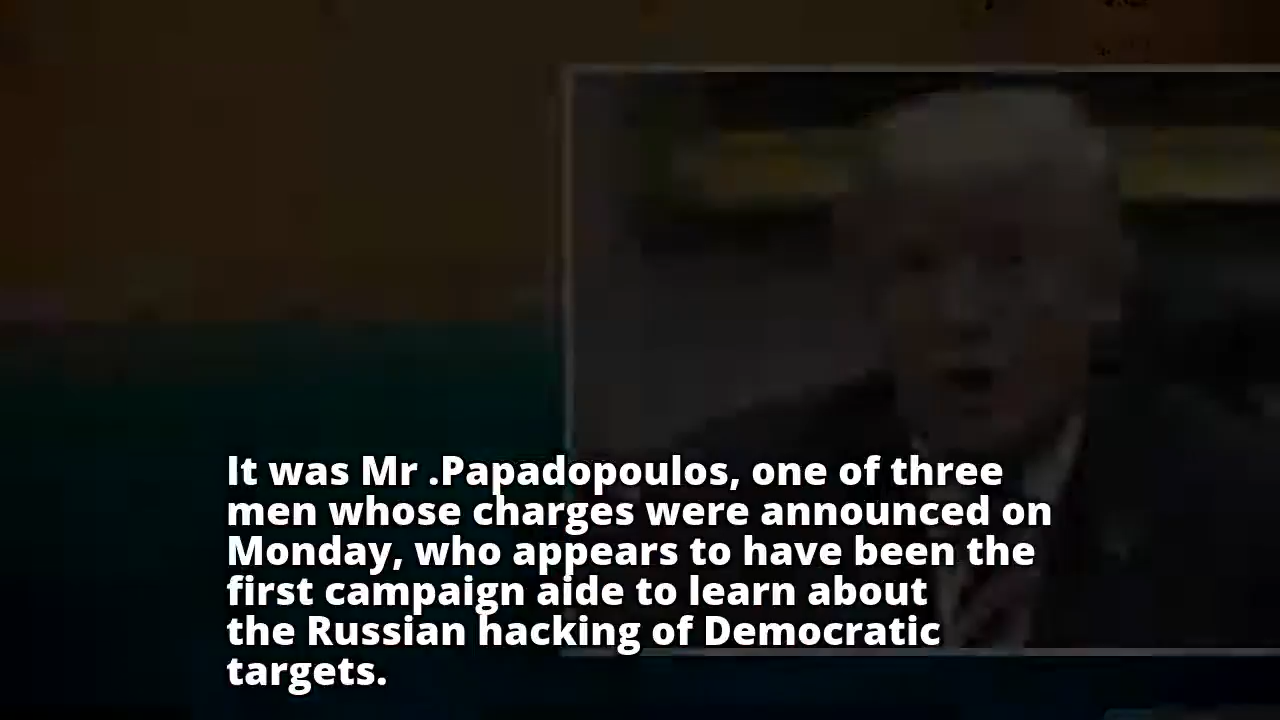 It was Mr .Papadopoulos, one of three
men whose charges were announced on
Monday, who appears to have been the
first campaign aide to learn about
the Russian hacking of Democratic
targets.